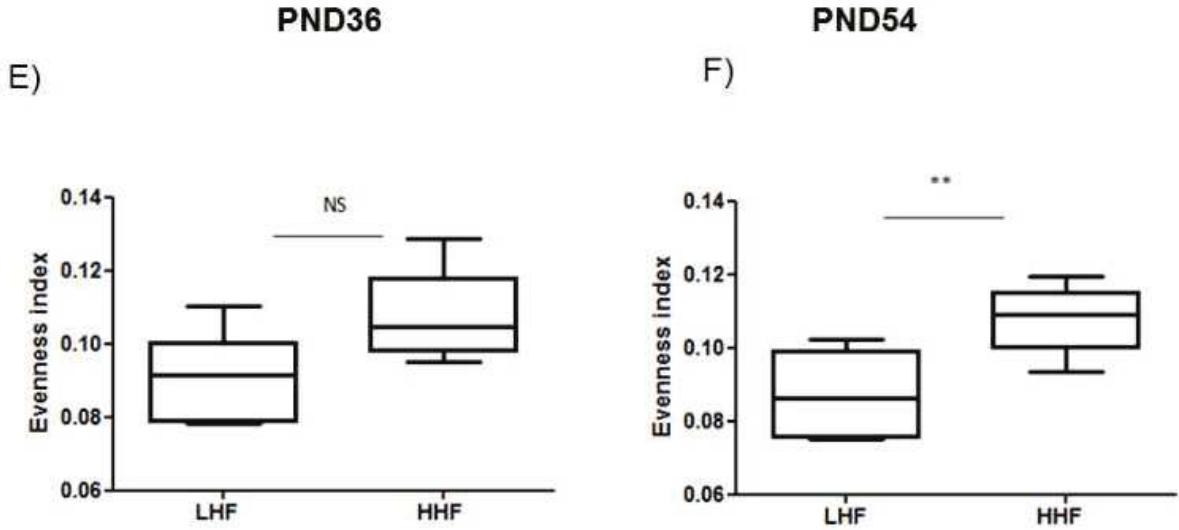 PND36
PND54
E)
F)
NS
**
Evenness index
0.14
0.12
0.10
0.08
0.06
LHF
HHF
Evenness index
0.14
0.12
0.10
0.08
0.06
LHF
HHF